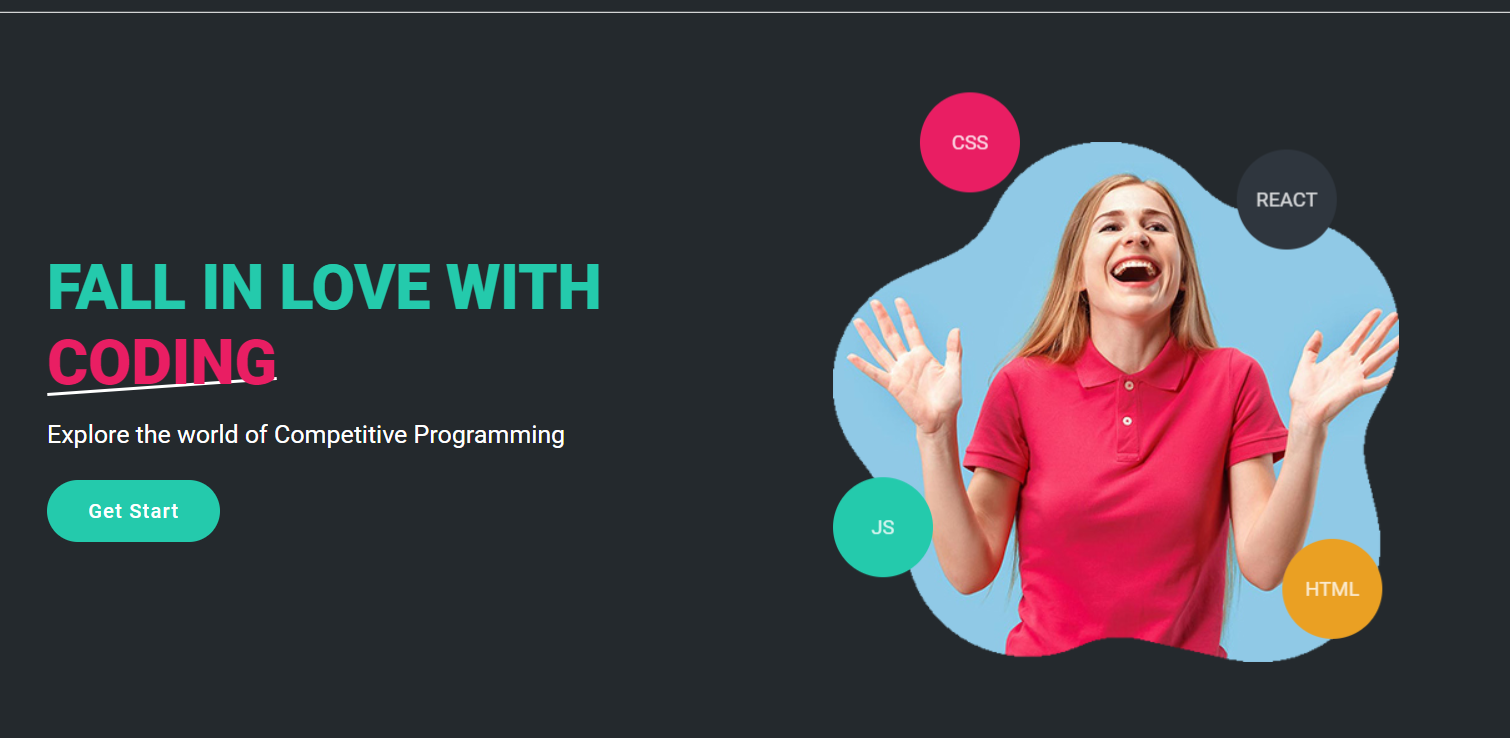 FALL IN LOVE WITH
CODING
Explore the world of Competitive Programming
Get Start
CSS
REACT
JS
HTML